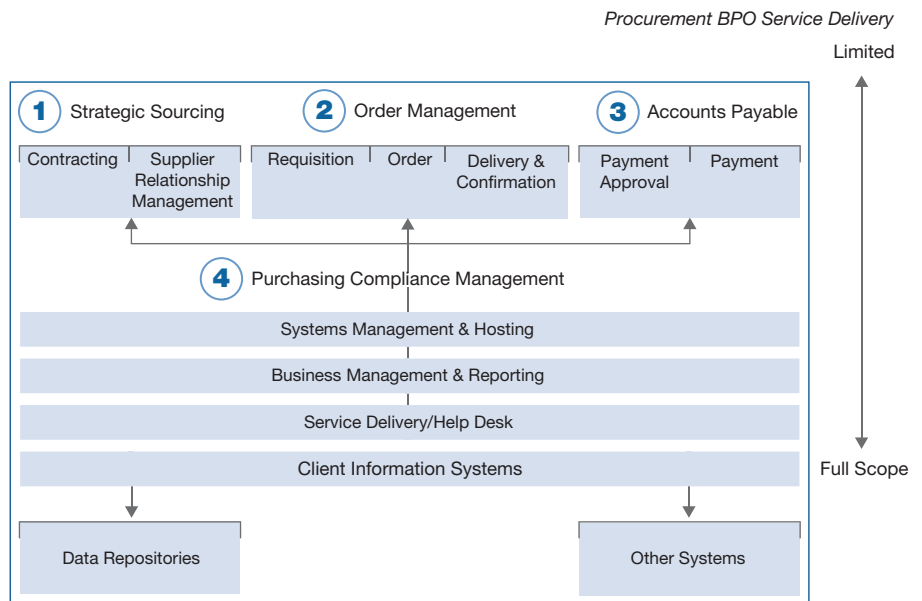 Procurement BPO Service Delivery
Limited
1 Strategic Sourcing
2 Order Management
3 Accounts Payable
Contracting
Supplier
Relationship
Management
Requisition
Order
Delivery &
Confirmation
Payment
Approval
Payment
4 Purchasing Compliance Management
Systems Management & Hosting
Business Management & Reporting
Service Delivery/Help Desk
Client Information Systems
Full Scope
Data Repositories
Other Systems